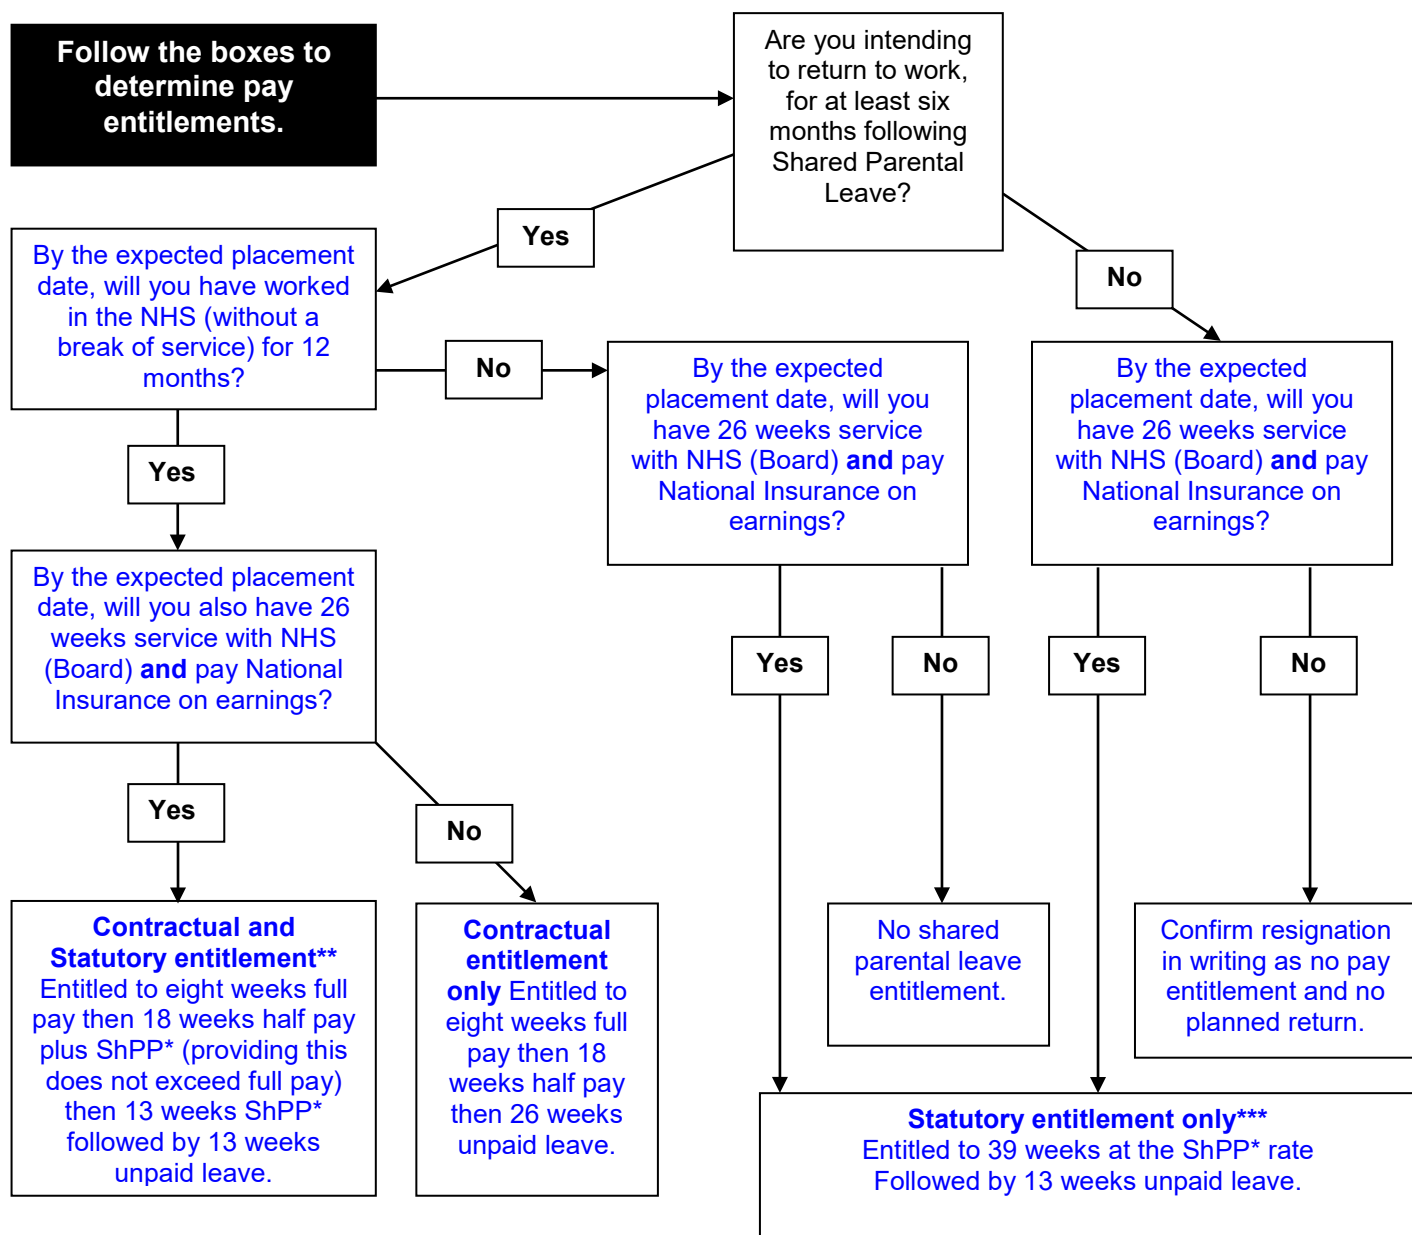 Follow the boxes to
determine pay
entitlements.
Are you intending
to return to work,
for at least six
months following
Shared Parental
Leave?
Yes
No
By the expected placement
date, will you have worked
in the NHS (without a
break of service) for 12
months?
No
By the expected
placement date, will you
have 26 weeks service
with NHS (Board) and pay
National Insurance on
earnings?
By the expected
placement date, will you
have 26 weeks service
with NHS (Board) and pay
National Insurance on
earnings?
Yes
By the expected placement
date, will you also have 26
weeks service with NHS
(Board) and pay National
Insurance on earnings?
Yes
No
Yes
No
Yes
No
Contractual and
Statutory entitlement**
Entitled to eight weeks full
pay then 18 weeks half pay
plus ShPP* (providing this
does not exceed full pay)
then 13 weeks ShPP*
followed by 13 weeks
unpaid leave.
Contractual
entitlement
only Entitled to
eight weeks full
pay then 18
weeks half pay
then 26 weeks
unpaid leave.
No shared
parental leave
entitlement.
Confirm resignation
in writing as no pay
entitlement and no
planned return.
Statutory entitlement only***
Entitled to 39 weeks at the ShPP* rate
Followed by 13 weeks unpaid leave.